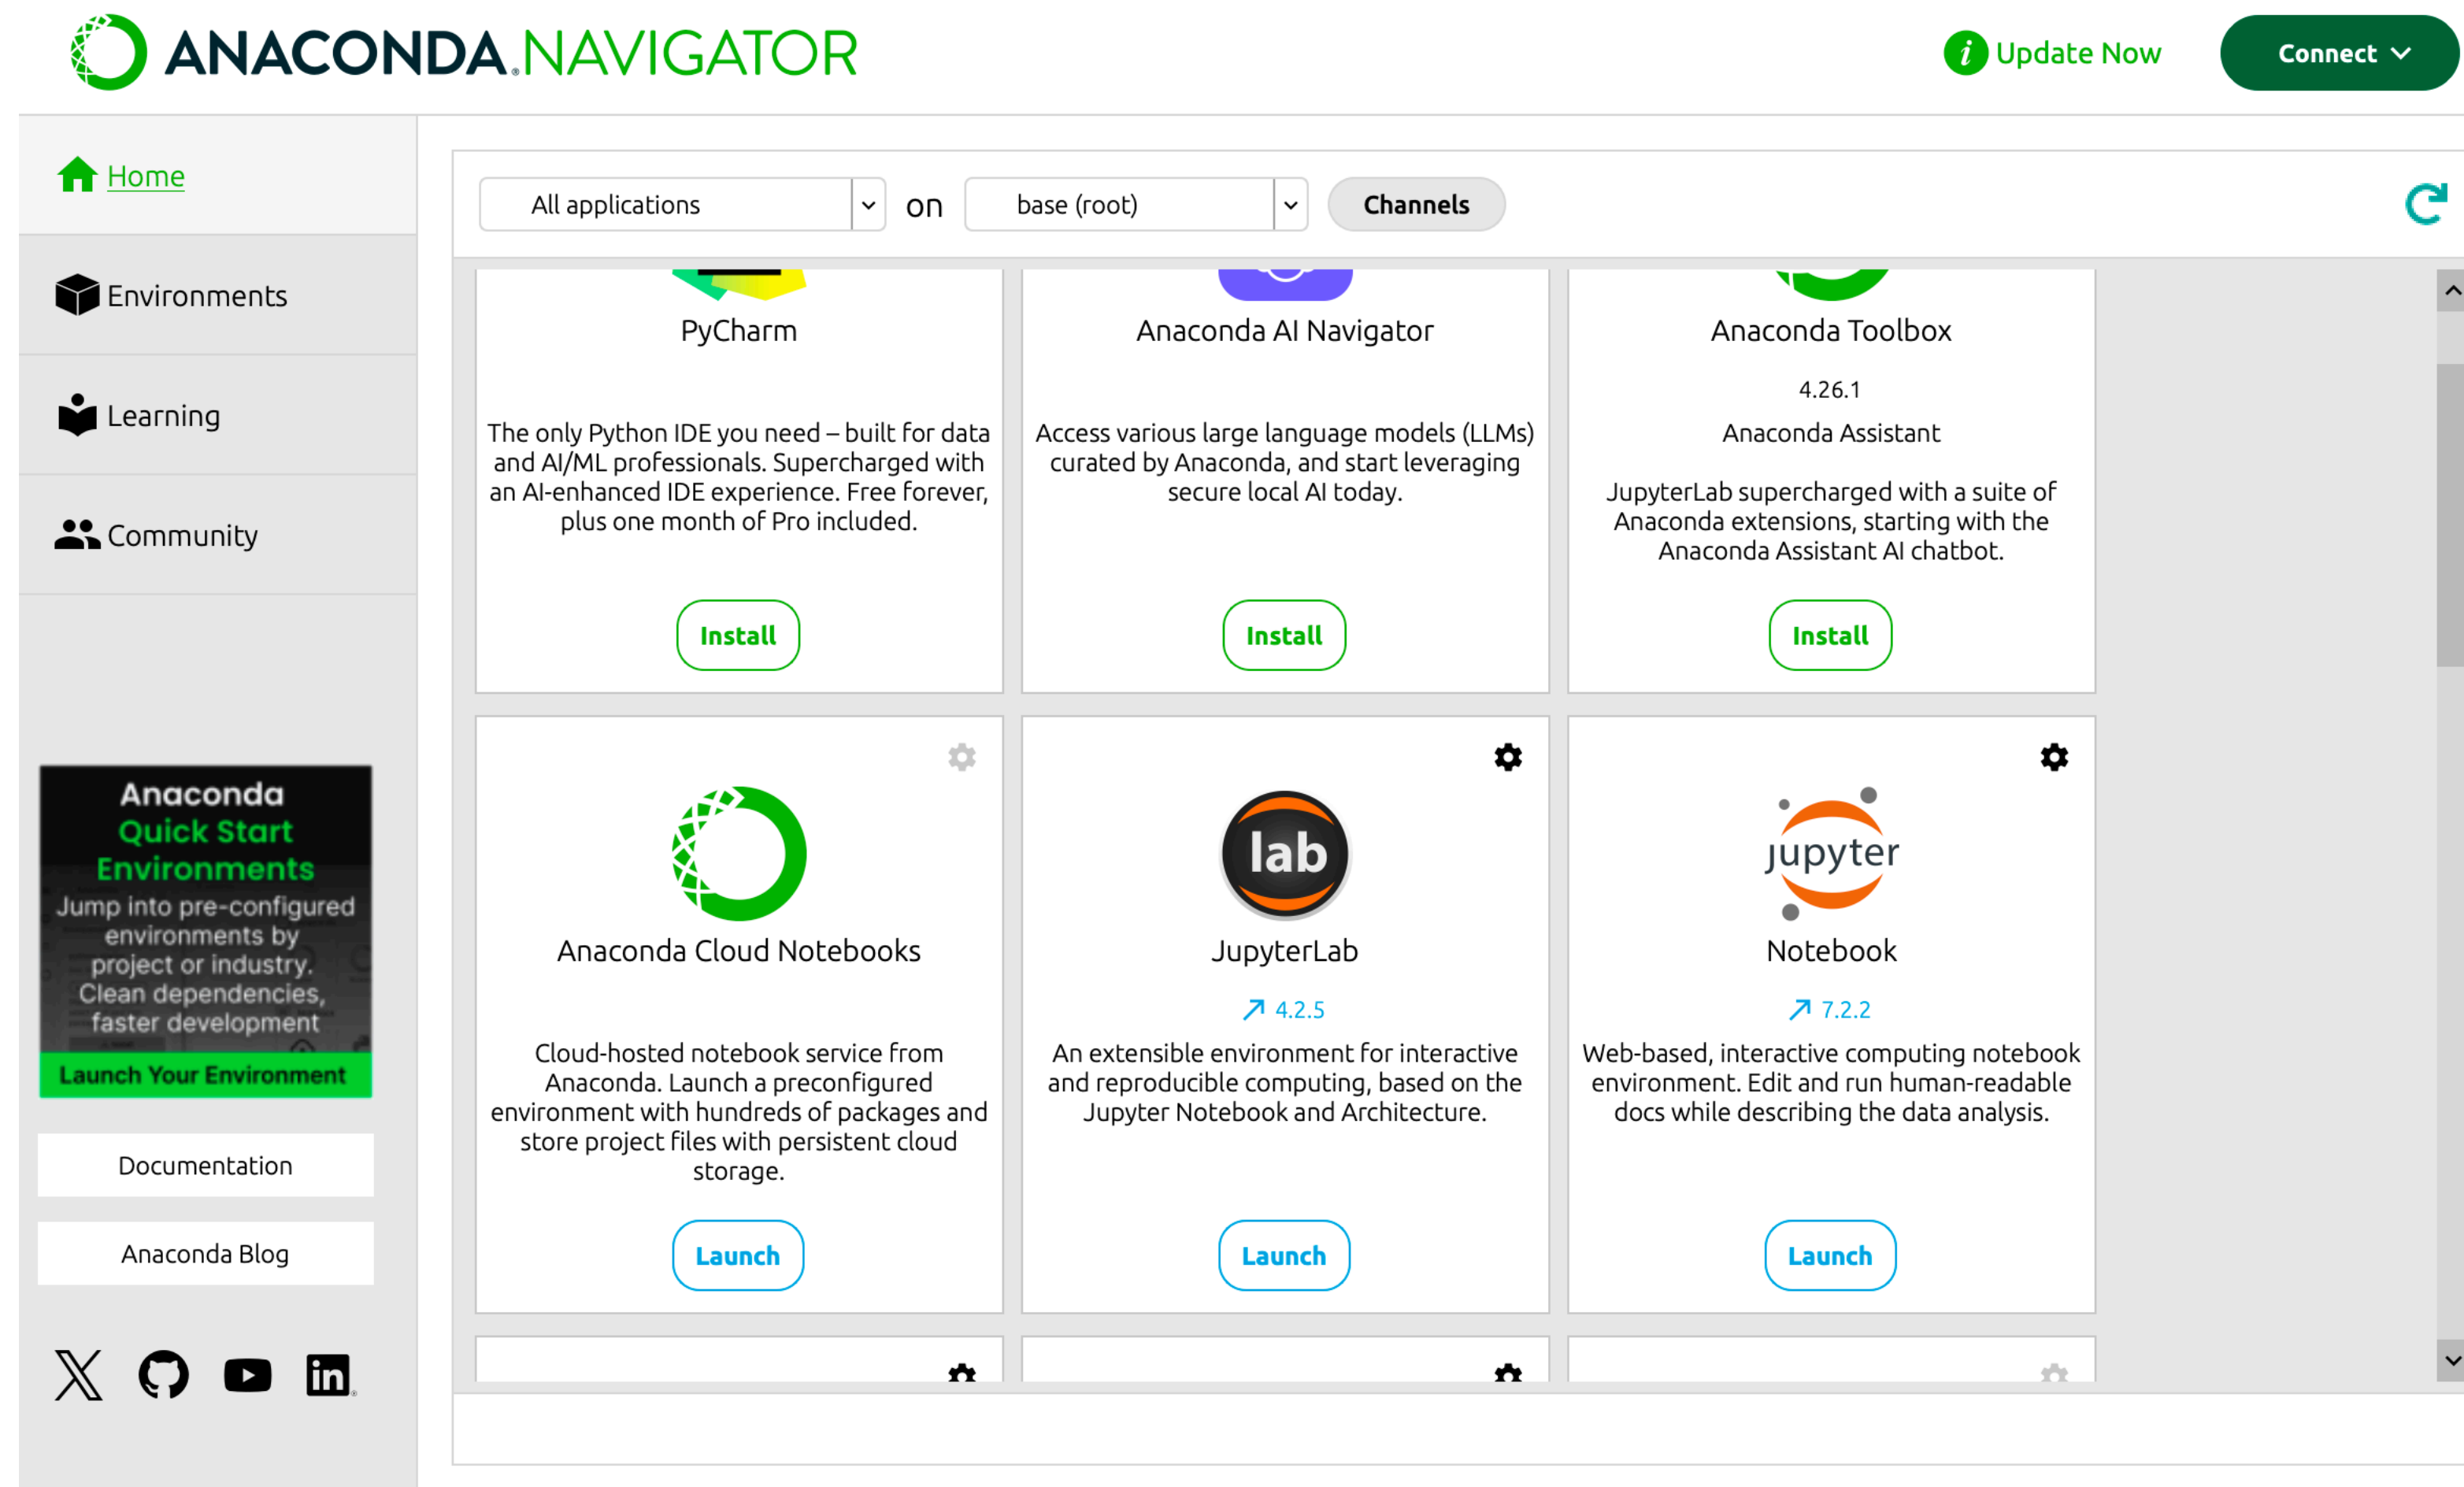 ANACONDA.NAVIGATOR
Update Now
Connect
Home
Environments
Learning
Community
Anaconda
Quick Start
Environments
Jump into pre-configured
environments by
project or industry.
Clean dependencies,
faster development
Launch Your Environment
Documentation
Anaconda Blog
All applications on base (root) Channels
PyCharm
The only Python IDE you need – built for data
and AI/ML professionals. Supercharged with
an AI-enhanced IDE experience. Free forever,
plus one month of Pro included.
Install
Anaconda AI Navigator
Access various large language models (LLMs)
curated by Anaconda, and start leveraging
secure local AI today.
Install
Anaconda Toolbox
4.26.1
Anaconda Assistant
JupyterLab supercharged with a suite of
Anaconda extensions, starting with the
Anaconda Assistant AI chatbot.
Install
Anaconda Cloud Notebooks
Cloud-hosted notebook service from
Anaconda. Launch a preconfigured
environment with hundreds of packages and
store project files with persistent cloud
storage.
Launch
lab
JupyterLab
4.2.5
An extensible environment for interactive
and reproducible computing, based on the
Jupyter Notebook and Architecture.
Launch
jupyter
Notebook
7.2.2
Web-based, interactive computing notebook
environment. Edit and run human-readable
docs while describing the data analysis.
Launch
in